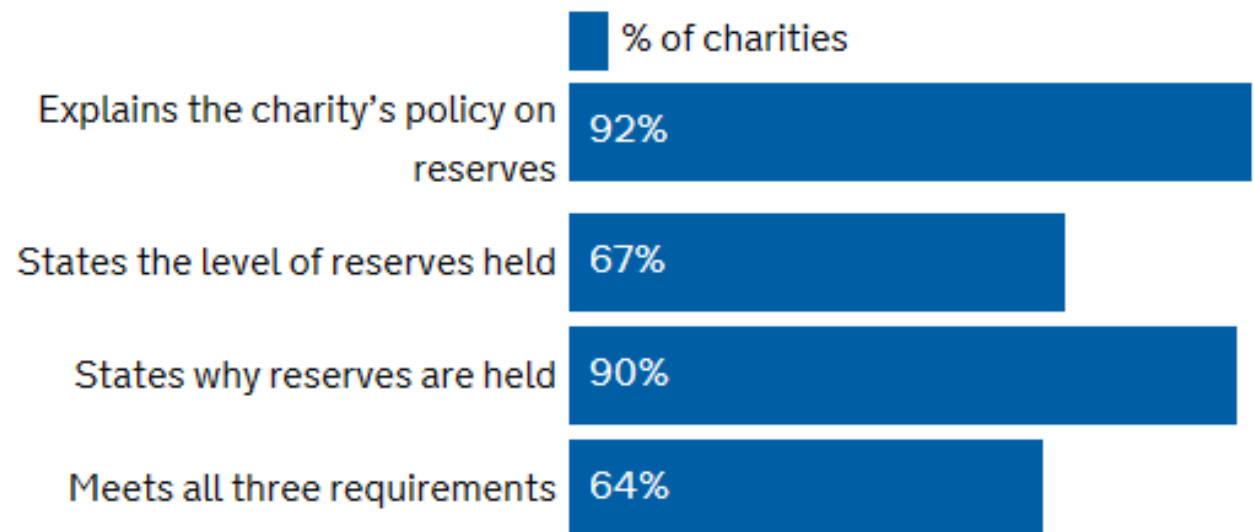 % of charities
Explains the charity’s policy on
reserves
92%
States the level of reserves held
67%
States why reserves are held
90%
Meets all three requirements
64%